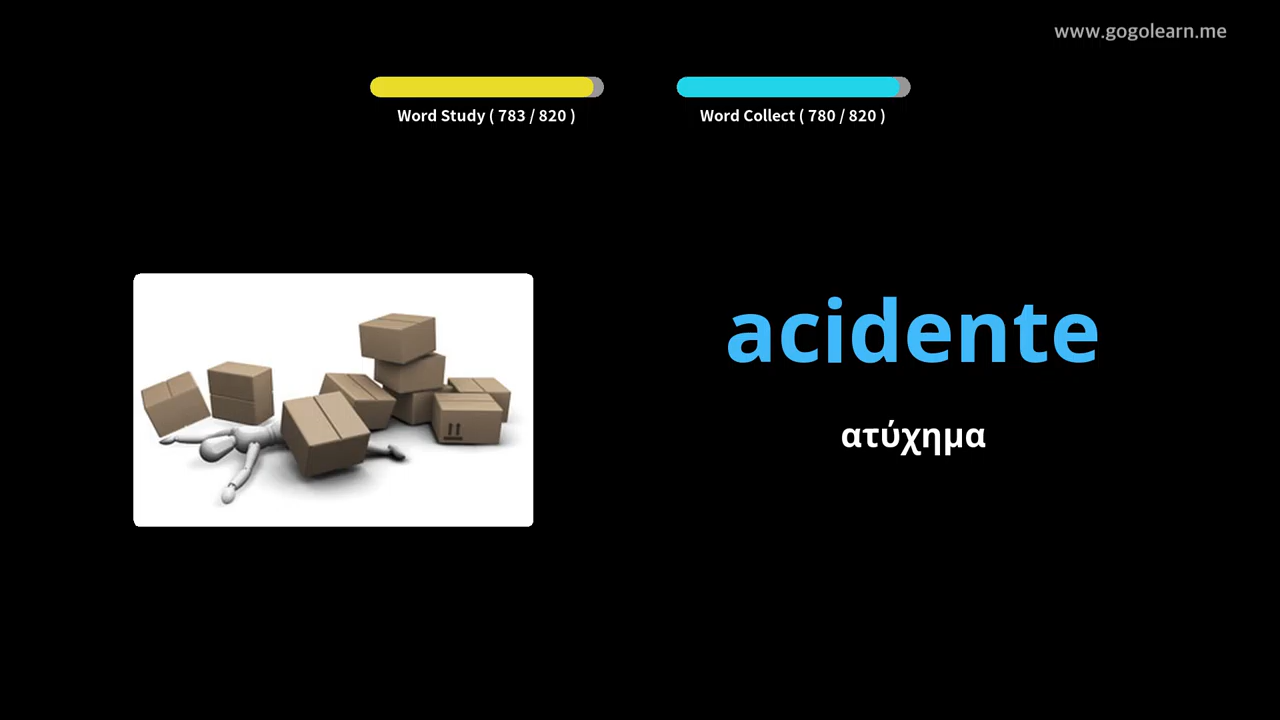 www.gogolearn.me
Word Study ( 783 / 820 )
Word Collect ( 780 / 820 )
acidente
ατύχημα